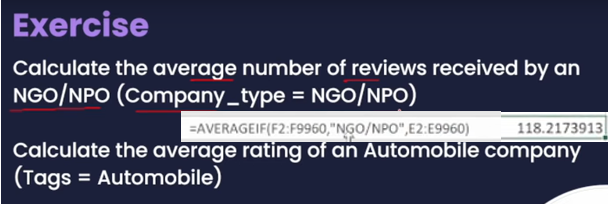 Exercise
Calculate the average number of reviews received by an
NGO/NPO (Company_type = NGO/NPO)
=AVERAGEIF(F2:F9960,"NGO/NPO",E2:E9960) 118.2173913
Calculate the average rating of an Automobile company
(Tags = Automobile)